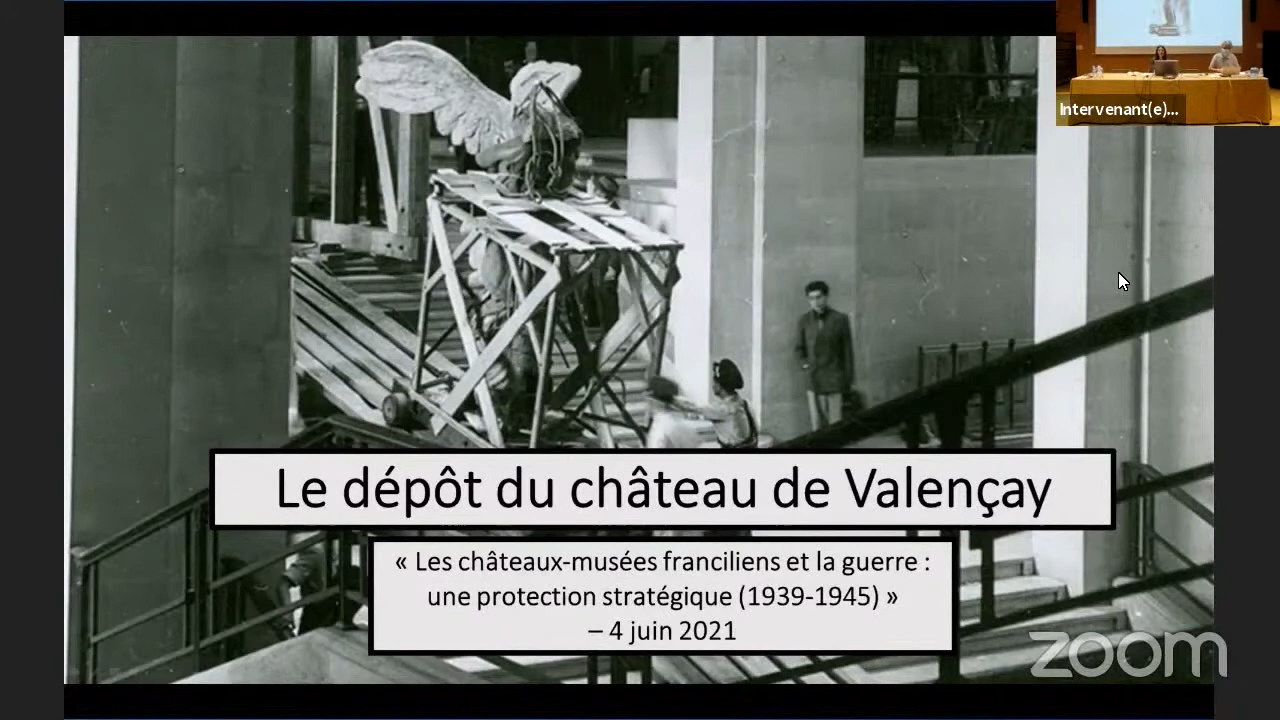 Intervenant(e)...
Le dépôt du château de Valençay
« Les châteaux-musées franciliens et la guerre :
une protection stratégique (1939-1945) »
– 4 juin 2021
zoom